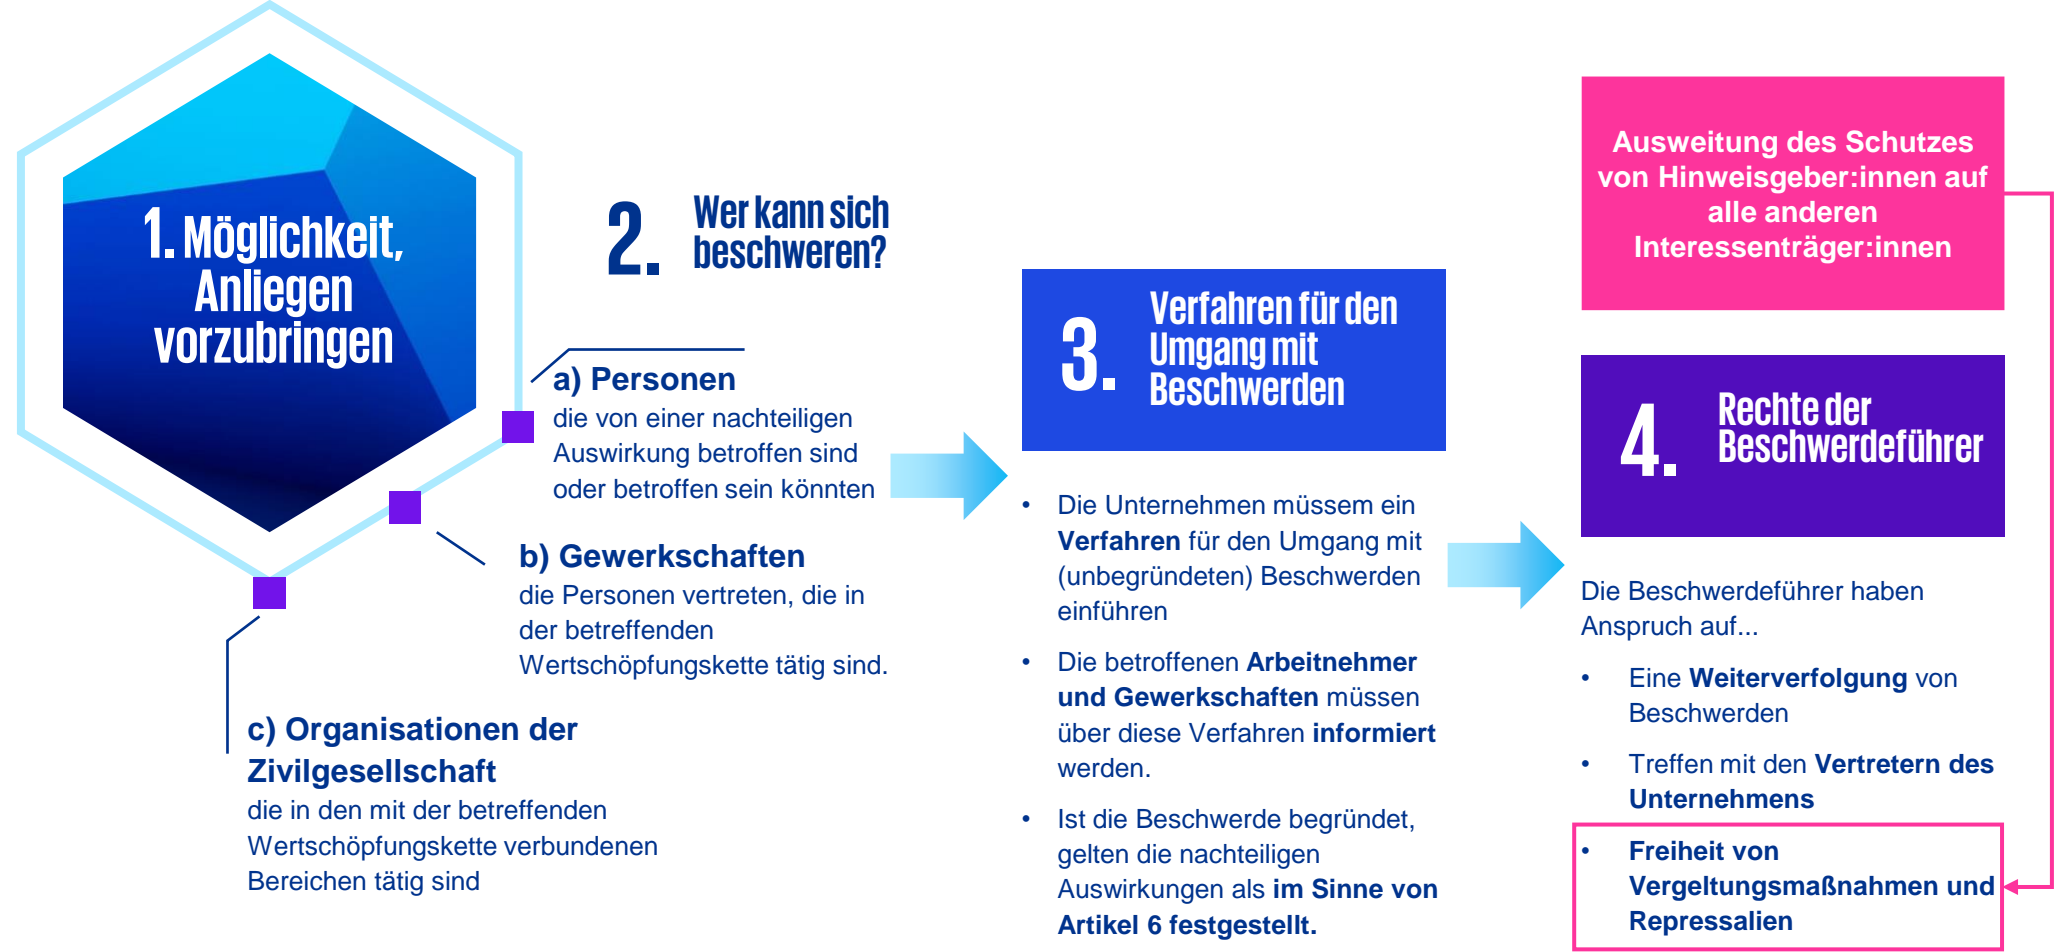 1. Möglichkeit,
Anliegen
vorzubringen
2.
Wer kann sich
beschweren?
a) Personen
die von einer nachteiligen
Auswirkung betroffen sind
oder betroffen sein könnten
b) Gewerkschaften
die Personen vertreten, die in
der betreffenden
Wertschöpfungskette tätig sind.
c) Organisationen der
Zivilgesellschaft
die in den mit der betreffenden
Wertschöpfungskette verbundenen
Bereichen tätig sind
3.
Verfahren für den
Umgang mit
Beschwerden
• Die Unternehmen müssem ein
Verfahren für den Umgang mit
(unbegründeten) Beschwerden
einführen
• Die betroffenen Arbeitnehmer
und Gewerkschaften müssen
über diese Verfahren informiert
werden.
• Ist die Beschwerde begründet,
gelten die nachteiligen
Auswirkungen als im Sinne von
Artikel 6 festgestellt.
Ausweitung des Schutzes
von Hinweisgeber:innen auf
alle anderen
Interessenträger:innen
4.
Rechte der
Beschwerdeführer
Die Beschwerdeführer haben
Anspruch auf...
• Eine Weiterverfolgung von
Beschwerden
• Treffen mit den Vertretern des
Unternehmens
• Freiheit von
Vergeltungsmaßnahmen und
Repressalien